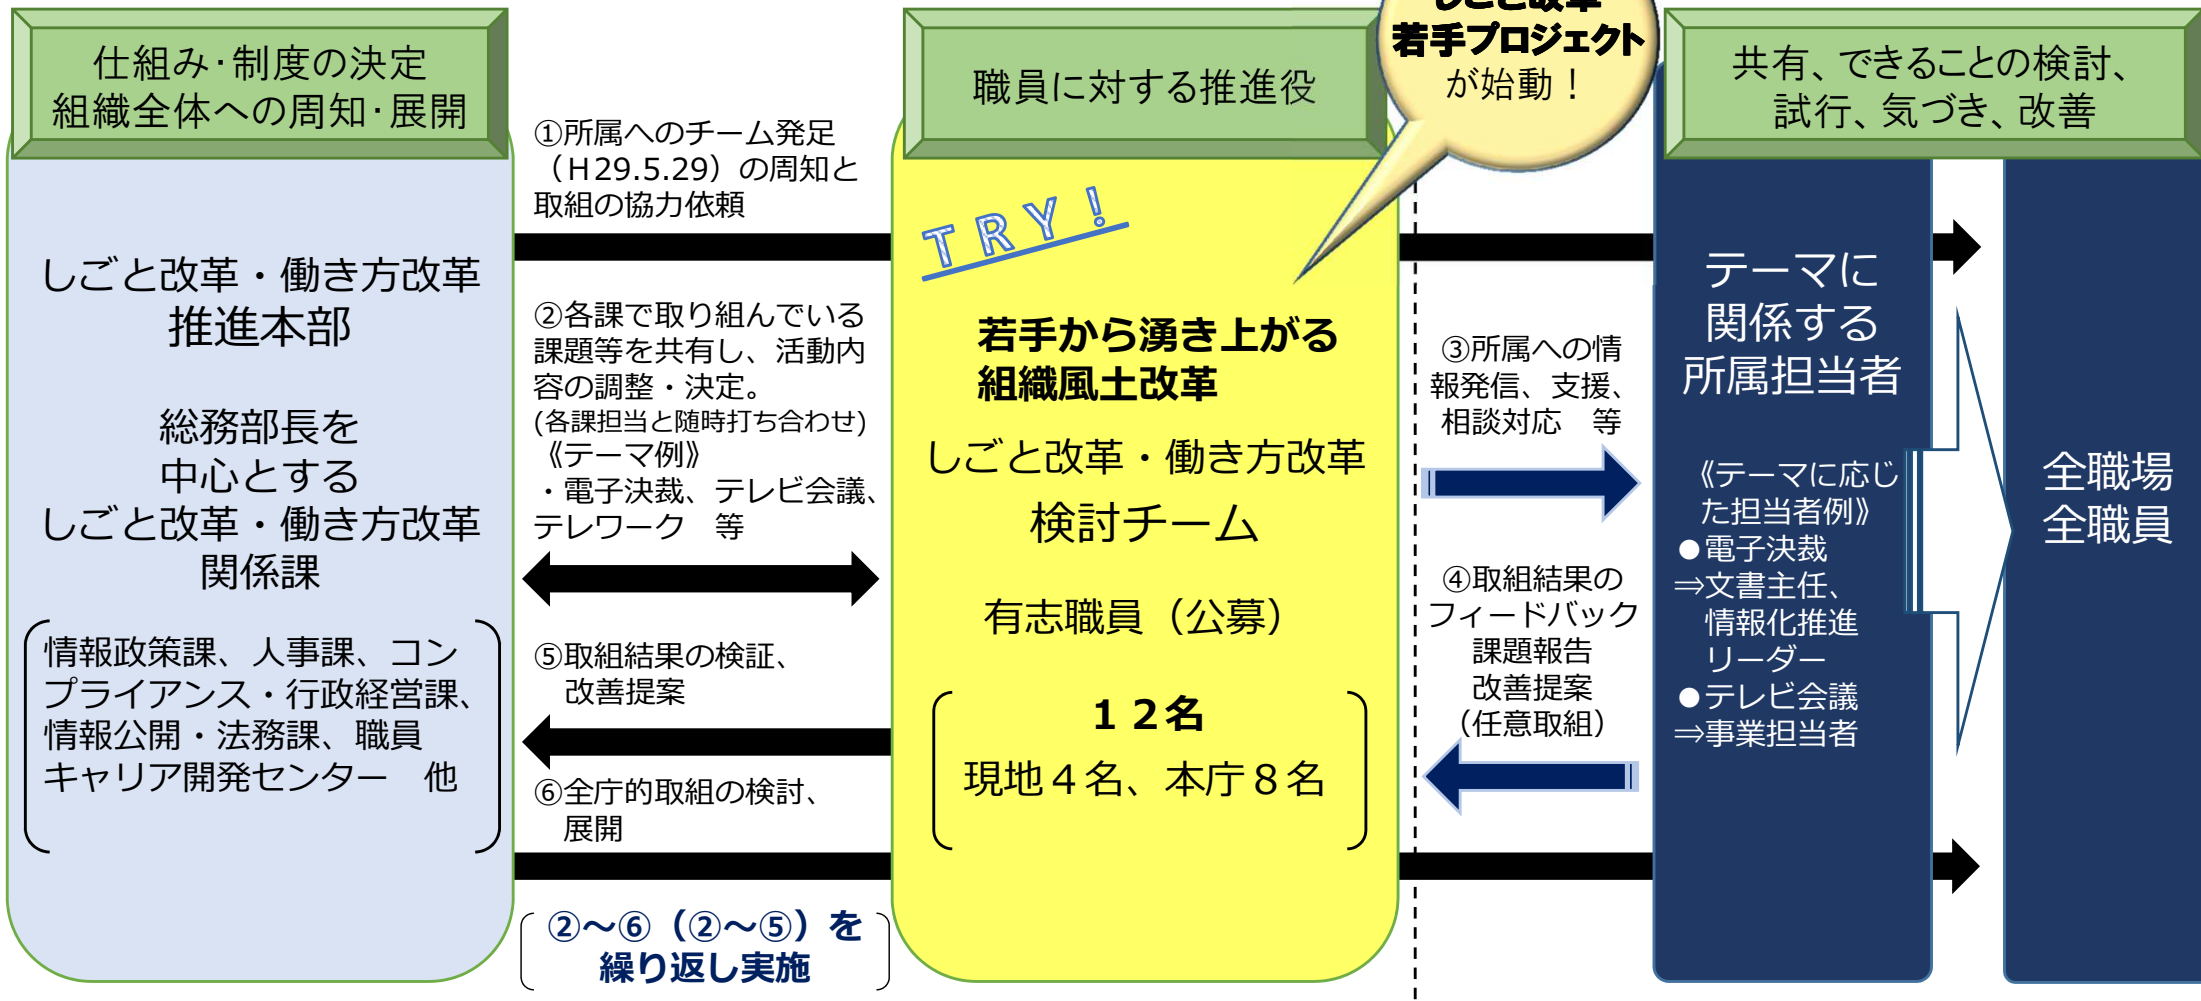 仕組み・制度の決定
組織全体への周知・展開
しごと改革・働き方改革
推進本部
総務部長を
中心とする
しごと改革・働き方改革
関係課
情報政策課、人事課、コン
プライアンス・行政経営課、
情報公開・法務課、職員
キャリア開発センター　他
①所属へのチーム発足
（Ｈ29.5.29）の周知と
取組の協力依頼
②各課で取り組んでいる
課題等を共有し、活動内
容の調整・決定。
(各課担当と随時打ち合わせ)
《テーマ例》
・電子決裁、テレビ会議、
テレワーク　等
⑤取組結果の検証、
改善提案
⑥全庁的取組の検討、
展開
②～⑥（②～⑤）を
繰り返し実施
職員に対する推進役
しごと改革
若手プロジェクト
が始動！
ＴＲＹ！
若手から湧き上がる
組織風土改革
しごと改革・働き方改革
検討チーム
有志職員（公募）
１２名
現地４名、本庁８名
③所属への情
報発信、支援、
相談対応　等
④取組結果の
フィードバック
課題報告
改善提案
（任意取組）
共有、できることの検討、
試行、気づき、改善
テーマに
関係する
所属担当者
《テーマに応じ
た担当者例》
●電子決裁
⇒文書主任、
情報化推進
リーダー
●テレビ会議
⇒事業担当者
全職場
全職員